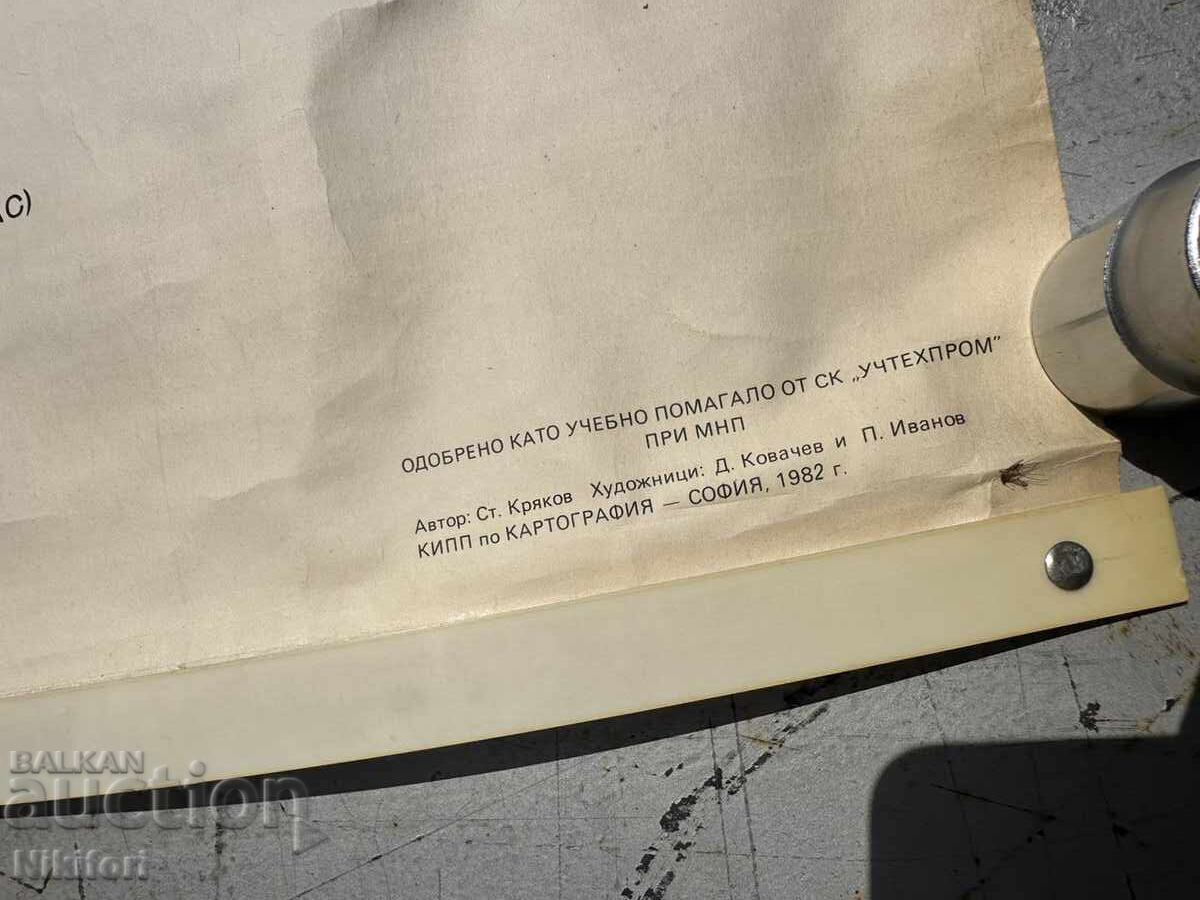 АС)
ОДОБРЕНО КАТО УЧЕБНО ПОМАГАЛО ОТ СК „УЧТЕХПРОМ”
ПРИ МНП
Автор: Ст. Кряков Художници: Д. Ковачев и П. Иванов
КИПП по КАРТОГРАФИЯ — СОФИЯ, 1982 г.
BALKAN
auction
Nikifori